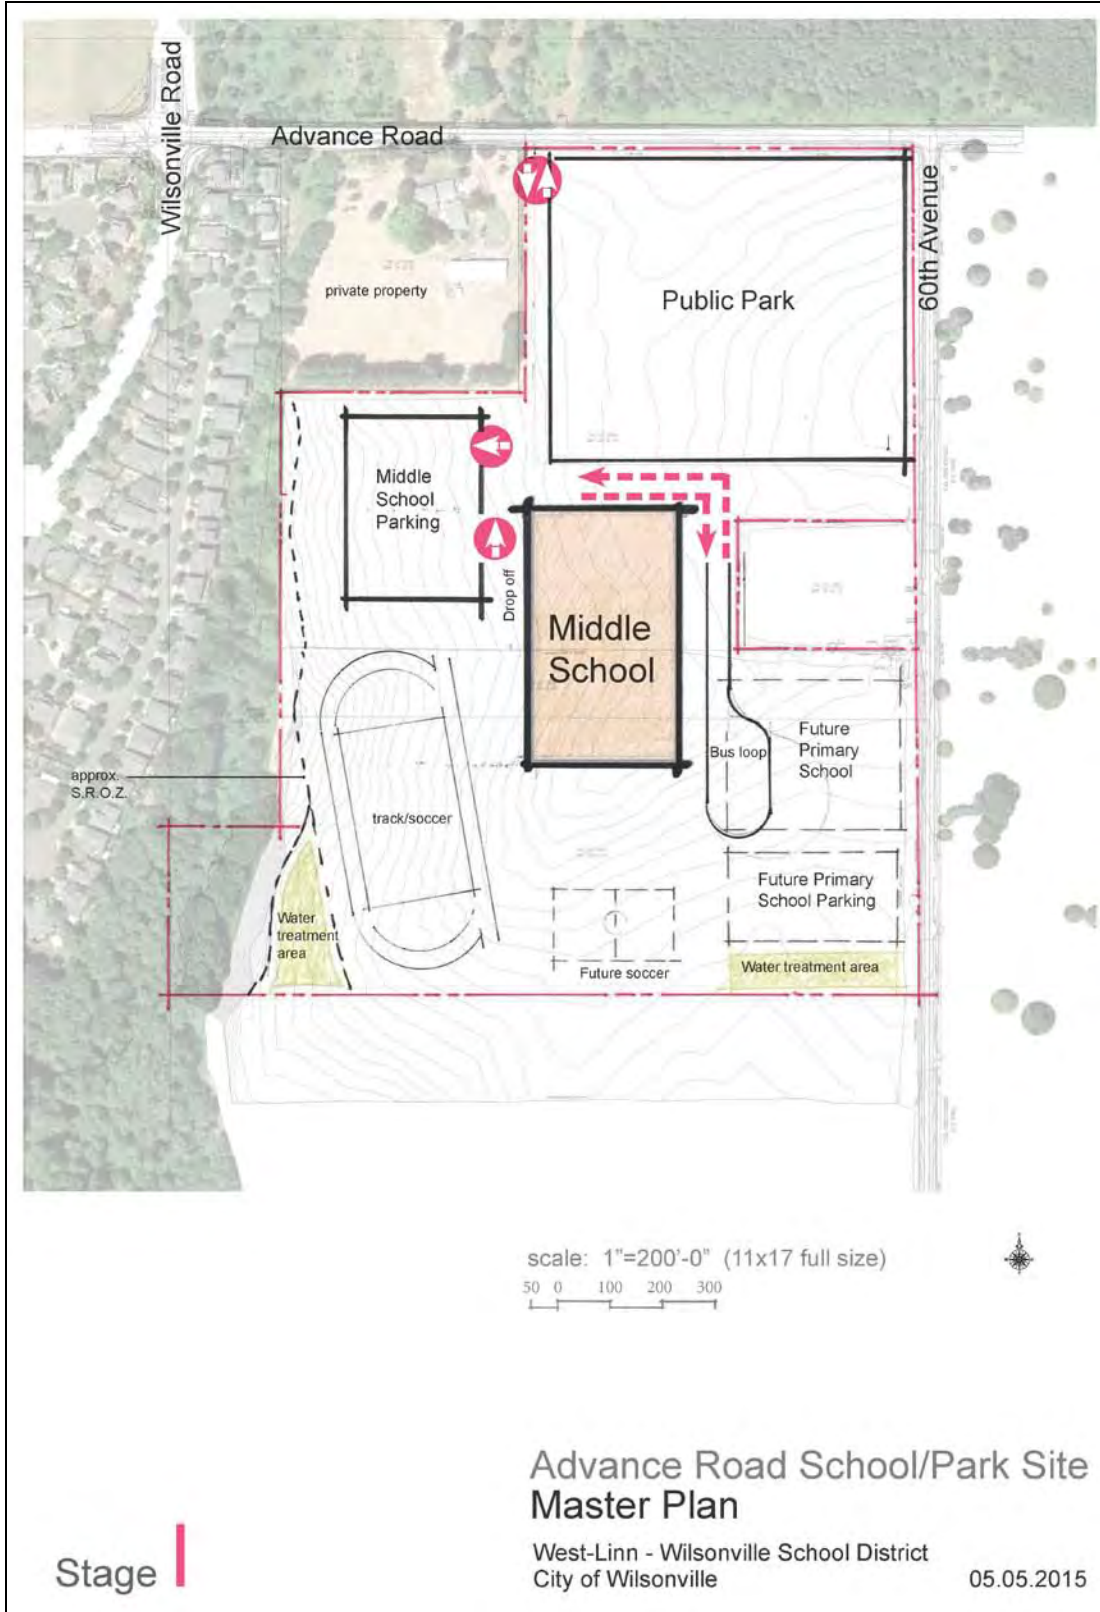 Wilsonville Road
Advance Road
60th Avenue
private property
Public Park
Middle
School
Parking
Drop off
Middle
School
Bus loop
Future
Primary
School
approx.
S.R.O.Z.
track/soccer
Future Primary
School Parking
Water
treatment
area
Future soccer
Water treatment area
scale: 1"=200'-0" (11x17 full size)
50 0 100 200 300
Advance Road School/Park Site
Master Plan
West-Linn - Wilsonville School District
City of Wilsonville
05.05.2015
Stage I